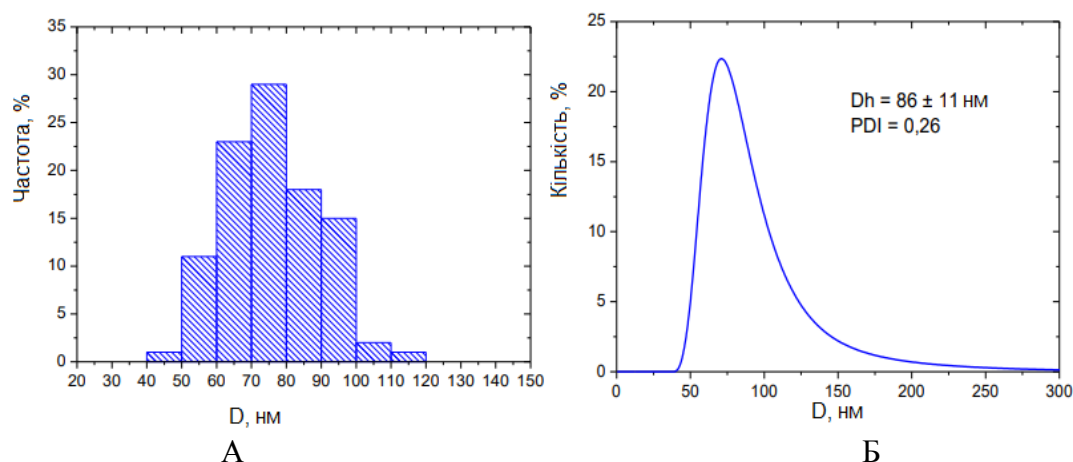 35
30
25
20
15
10
5
0
Частота, %
20 30 40 50 60 70 80 90 100 110 120 130 140 150
D, нм
А
25
20
15
10
5
0
Кількість, %
Dh = 86 ± 11 нм
PDI = 0,26
0 50 100 150 200 250 300
D, нм
Б